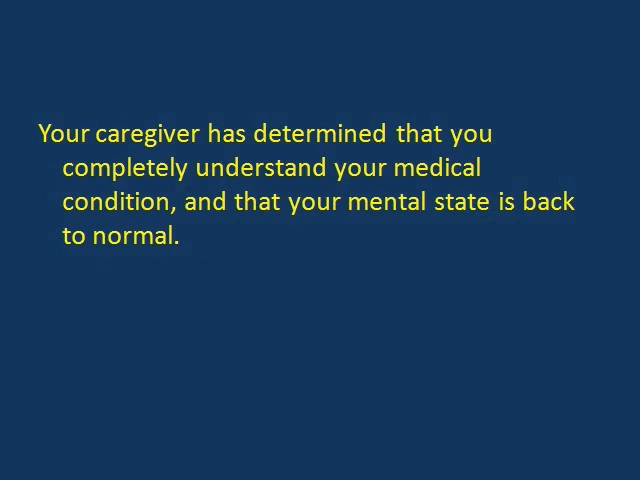 Your caregiver has determined that you
completely understand your medical
condition, and that your mental state is back
to normal.